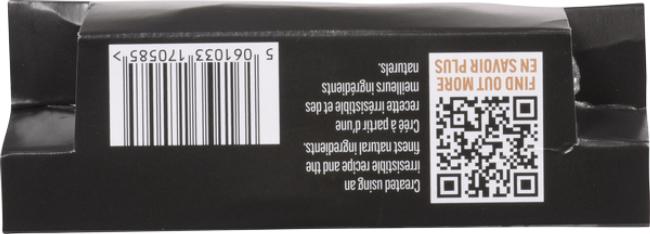 FIND OUT MORE
EN SAVOIR PLUS
Created using an
irresistible recipe and the
finest natural ingredients.
Créé à partir d'une
recette irrésistible et des
meilleurs ingrédients
naturels.
5 061033 170585 >